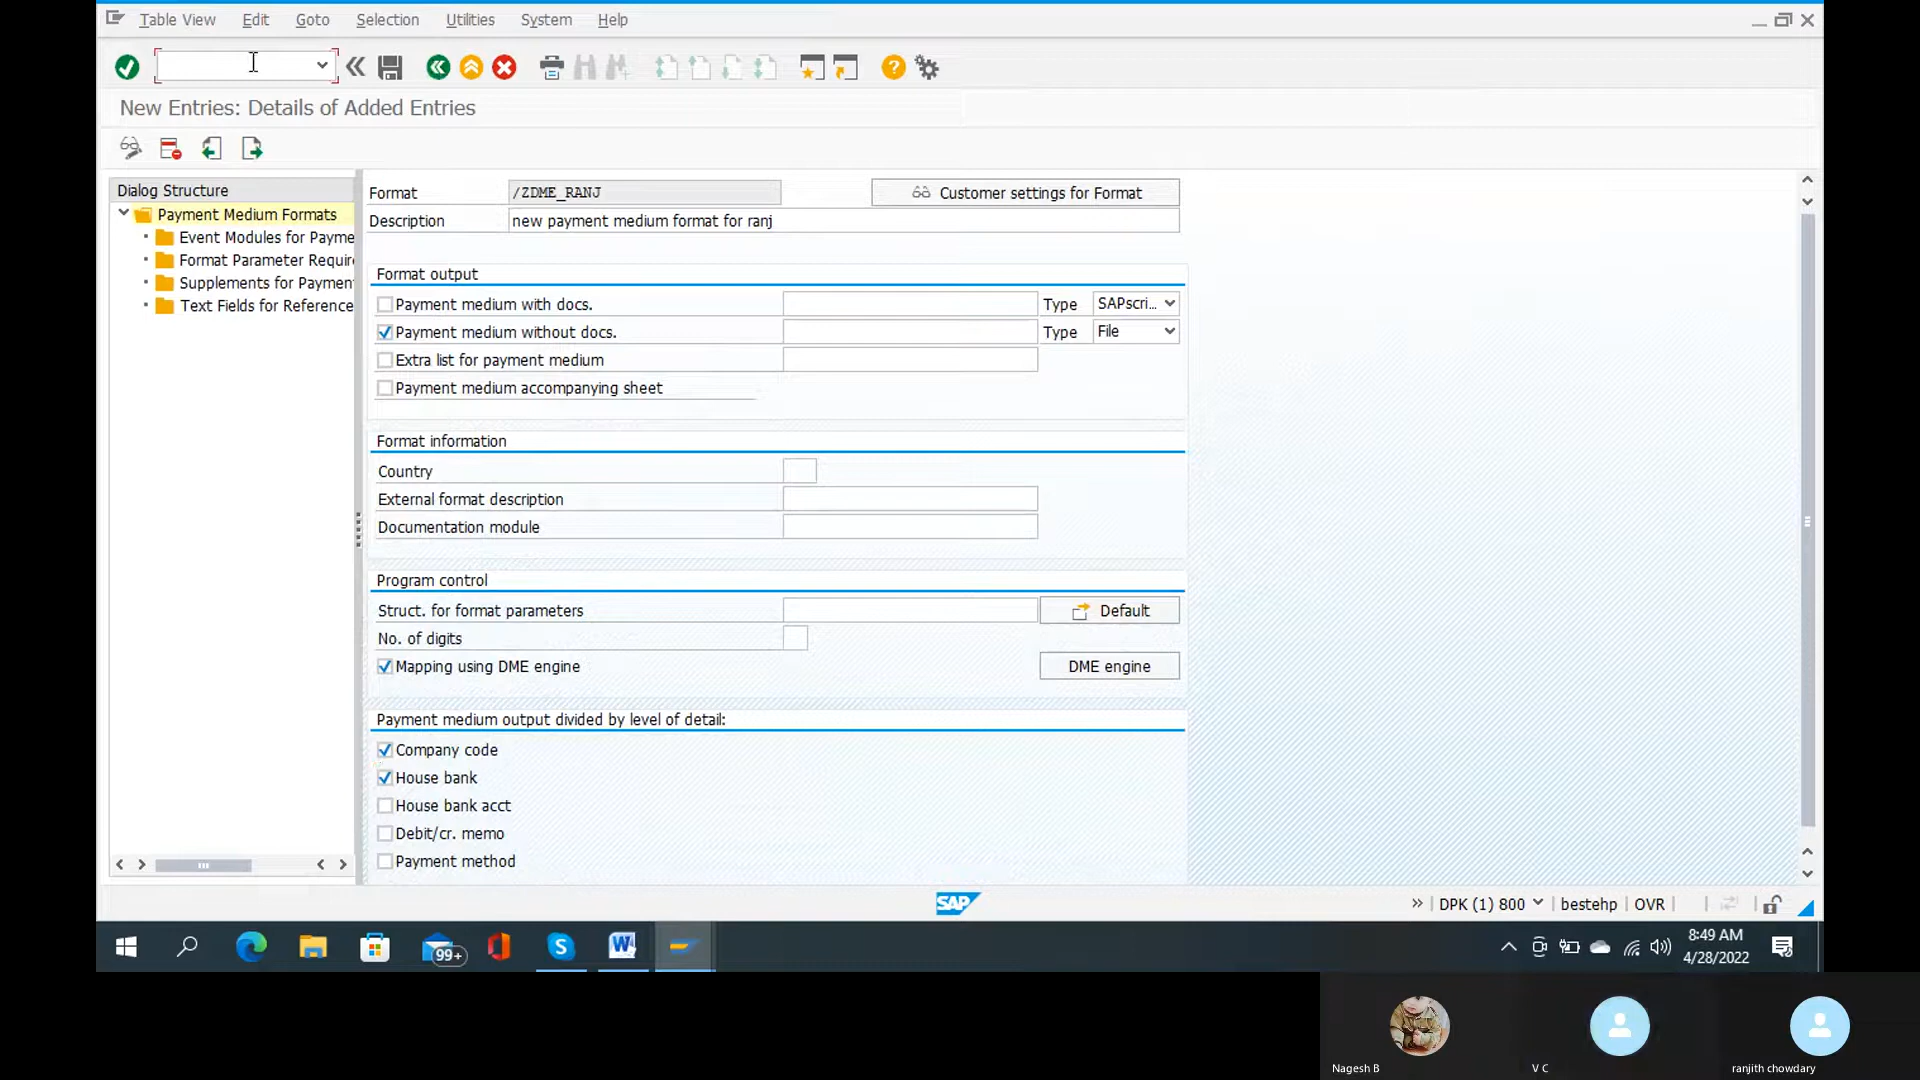 Table View Edit Goto Selection Utilities System Help
New Entries: Details of Added Entries
Dialog Structure
Payment Medium Formats
Event Modules for Payme
Format Parameter Requir
Supplements for Paymen
Text Fields for Reference
Format /ZDME_RANJ Customer settings for Format
Description new payment medium format for ranj
Format output
Payment medium with docs. Type SAPscri...
Payment medium without docs. Type File
Extra list for payment medium
Payment medium accompanying sheet
Format information
Country
External format description
Documentation module
Program control
Struct. for format parameters Default
No. of digits
Mapping using DME engine DME engine
Payment medium output divided by level of detail:
Company code
House bank
House bank acct
Debit/cr. memo
Payment method
SAP DPK (1) 800 bestehp OVR
99+
8:49 AM
4/28/2022
Nagesh B V C ranjith chowdary